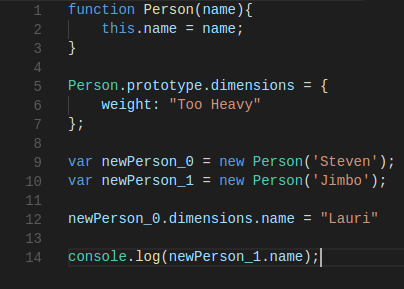 1 function Person(name){
2 this.name = name;
3 }
4
5 Person.prototype.dimensions = {
6 weight: "Too Heavy"
7 };
8
9 var newPerson_0 = new Person('Steven');
10 var newPerson_1 = new Person('Jimbo');
11
12 newPerson_0.dimensions.name = "Lauri"
13
14 console.log(newPerson_1.name);